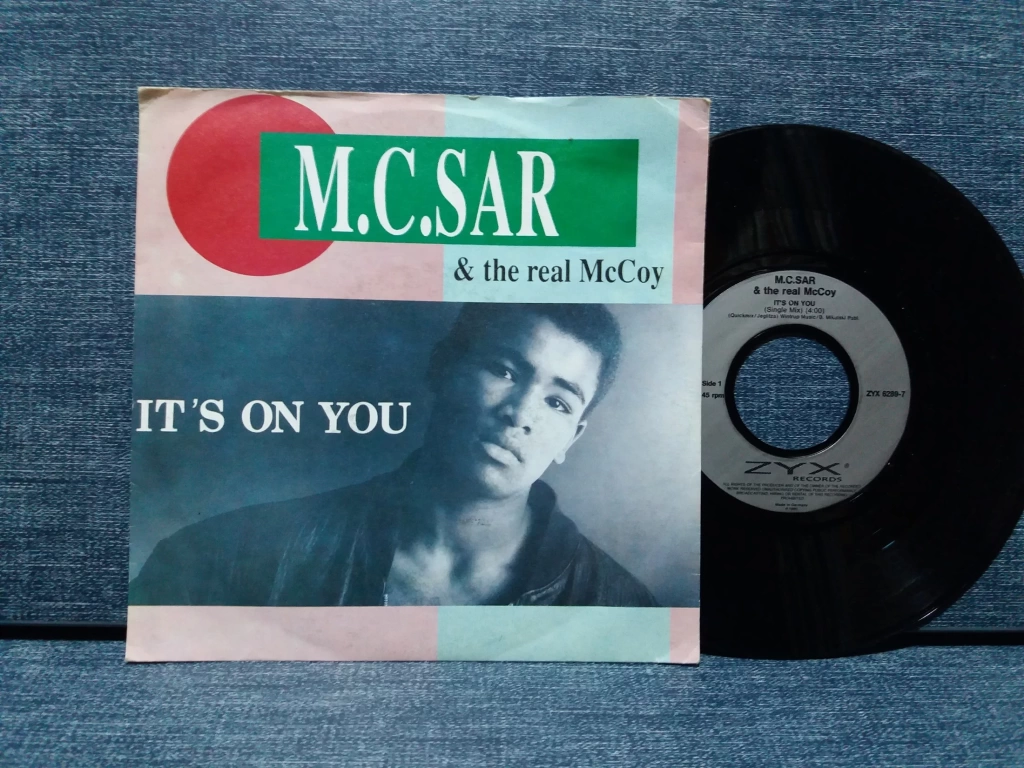 M.C.SAR
& the real McCoy
IT'S ON YOU
M.C.SAR
& the real McCoy
IT'S ON YOU
(Single Mix) (4:00)
Side 1
45 rpm
ZYX 6289-7
ZYX
RECORDS
Made in Germany